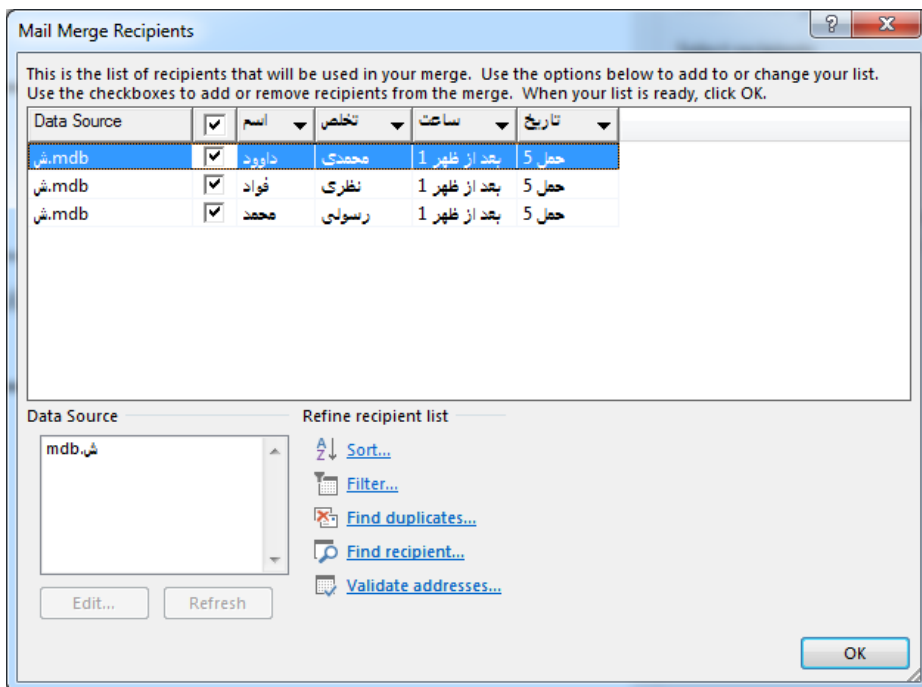 Mail Merge Recipients
This is the list of recipients that will be used in your merge. Use the options below to add to or change your list.
Use the checkboxes to add or remove recipients from the merge. When your list is ready, click OK.
Data Source اسم تخلص ساعت تاریخ
ش.mdb داوود محمدی بعد از ظهر 1 حمل 5
ش.mdb فواد نظری بعد از ظهر 1 حمل 5
ش.mdb محمد رسولی بعد از ظهر 1 حمل 5
Data Source
ش.mdb
Refine recipient list
Sort...
Filter...
Find duplicates...
Find recipient...
Validate addresses...
Edit... Refresh
OK